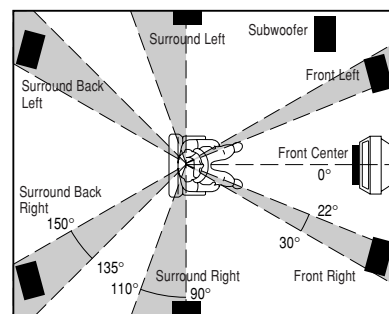 Surround Left
Subwoofer
Front Left
Surround Back
Left
Front Center
0°
Surround Back
Right
150°
22°
30°
135°
110°
90°
Surround Right
Front Right